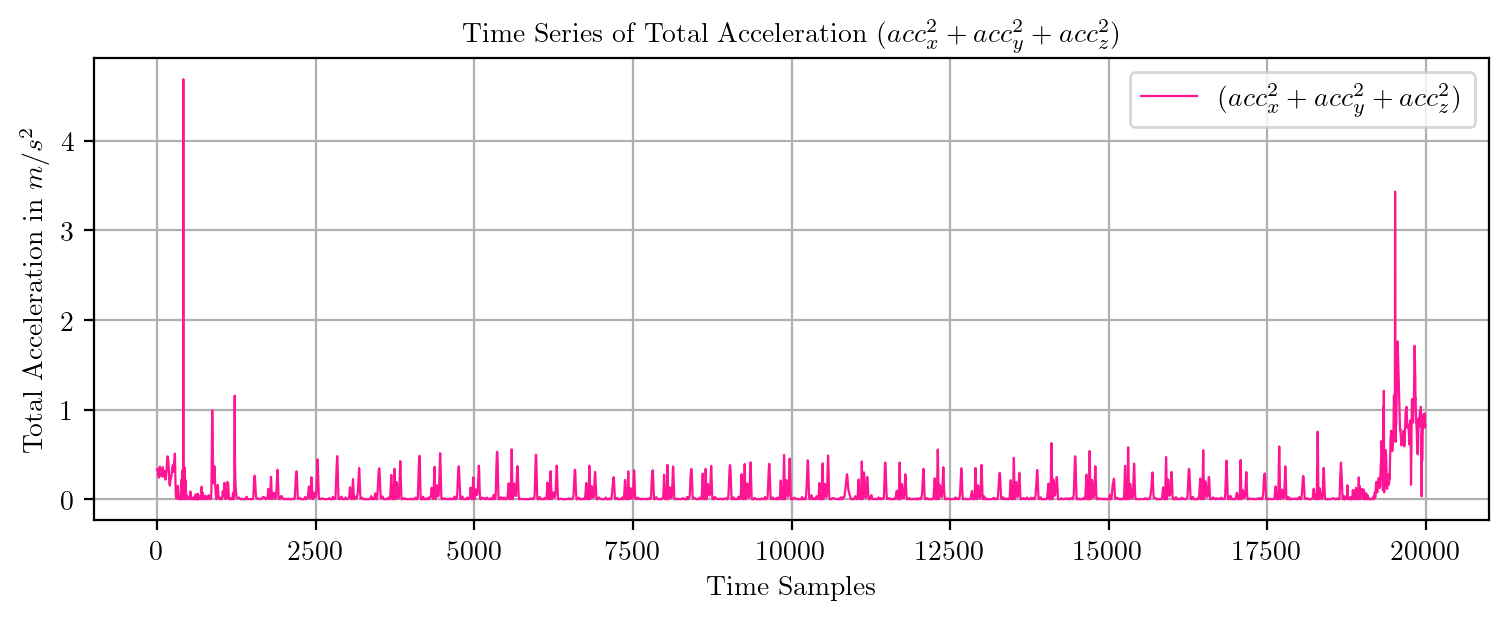 Time Series of Total Acceleration $(acc_x^2 + acc_y^2 + acc_z^2)$
$(acc_x^2 + acc_y^2 + acc_z^2)$
Total Acceleration in $m/s^2$
4
3
2
1
0
0 2500 5000 7500 10000 12500 15000 17500 20000
Time Samples